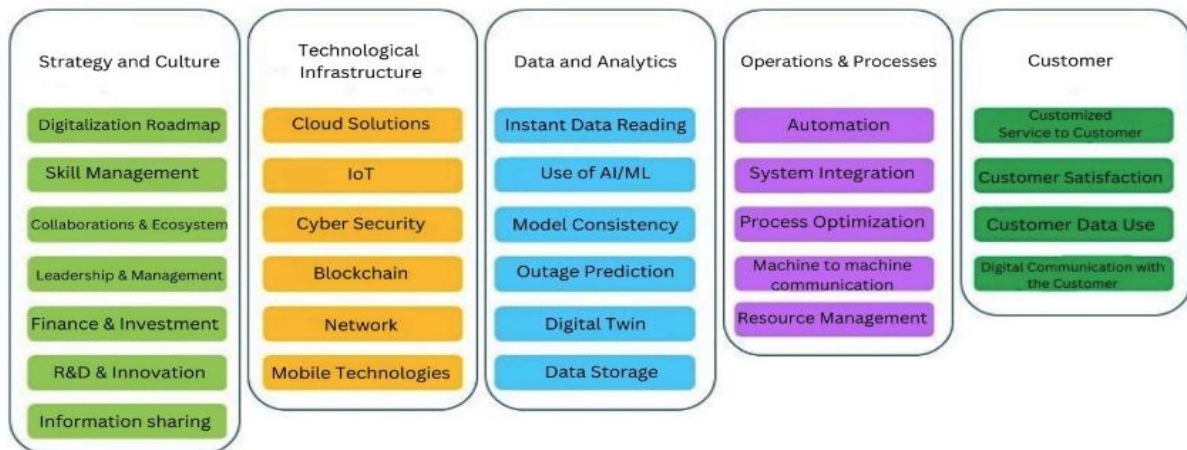 Strategy and Culture
Digitalization Roadmap
Skill Management
Collaborations & Ecosystem
Leadership & Management
Finance & Investment
R&D & Innovation
Information sharing
Technological
Infrastructure
Cloud Solutions
IoT
Cyber Security
Blockchain
Network
Mobile Technologies
Data and Analytics
Instant Data Reading
Use of AI/ML
Model Consistency
Outage Prediction
Digital Twin
Data Storage
Operations & Processes
Automation
System Integration
Process Optimization
Machine to machine
communication
Resource Management
Customer
Customized
Service to Customer
Customer Satisfaction
Customer Data Use
Digital Communication with
the Customer